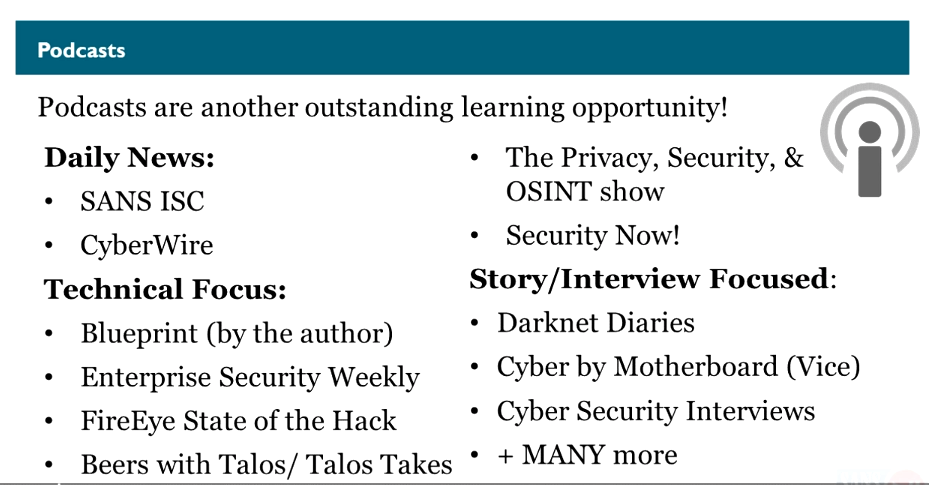 Podcasts
Podcasts are another outstanding learning opportunity!
Daily News:
• SANS ISC
• CyberWire
Technical Focus:
• Blueprint (by the author)
• Enterprise Security Weekly
• FireEye State of the Hack
• Beers with Talos/ Talos Takes
• The Privacy, Security, &
OSINT show
• Security Now!
Story/Interview Focused:
• Darknet Diaries
• Cyber by Motherboard (Vice)
• Cyber Security Interviews
• + MANY more